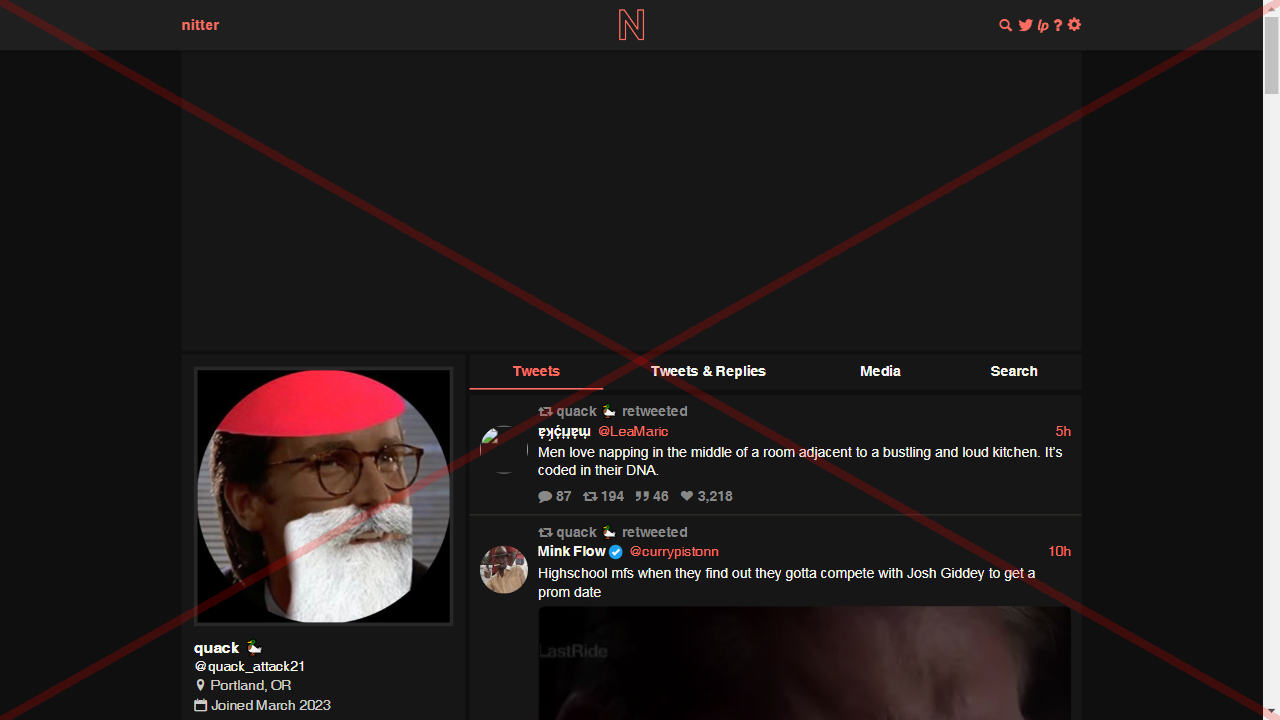 nitter
Tweets
Tweets & Replies
Media
Search
quack 🦆 retweeted
@LeaMaric
5h
Men love napping in the middle of a room adjacent to a bustling and loud kitchen. It's
coded in their DNA.
87 194 46 3,218
quack 🦆 retweeted
Mink Flow @currypistonn
10h
Highschool mfs when they find out they gotta compete with Josh Giddey to get a
prom date
LastRide
quack 🦆
@quack_attack21
Portland, OR
Joined March 2023